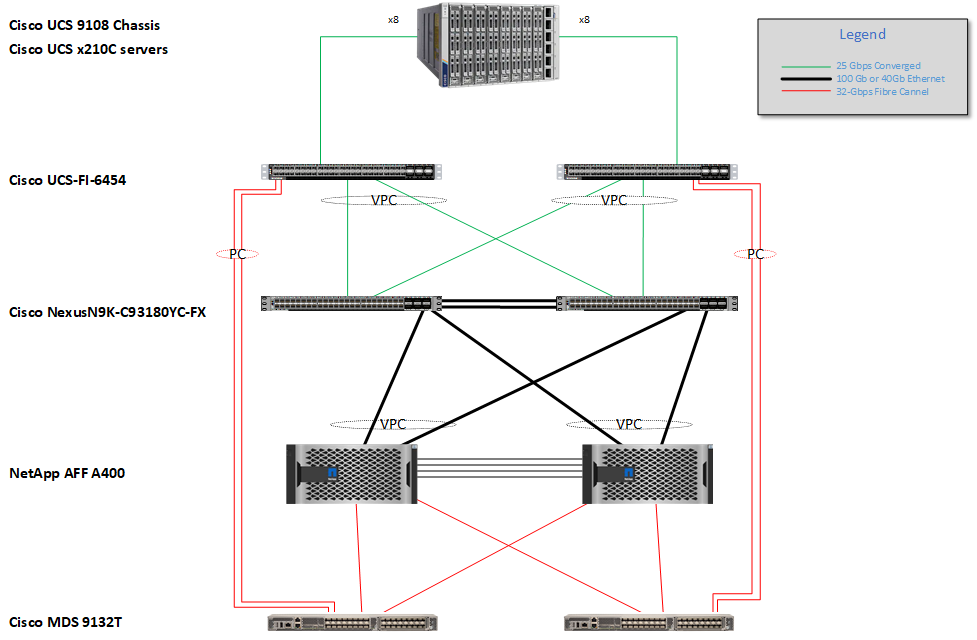 Cisco UCS 9108 Chassis
x8
x8
Cisco UCS x210C servers
Legend
25 Gbps Converged
100 Gb or 40Gb Ethernet
32-Gbps Fibre Cannel
Cisco UCS-FI-6454
VPC
VPC
PC
PC
Cisco NexusN9K-C93180YC-FX
VPC
VPC
NetApp AFF A400
Cisco MDS 9132T